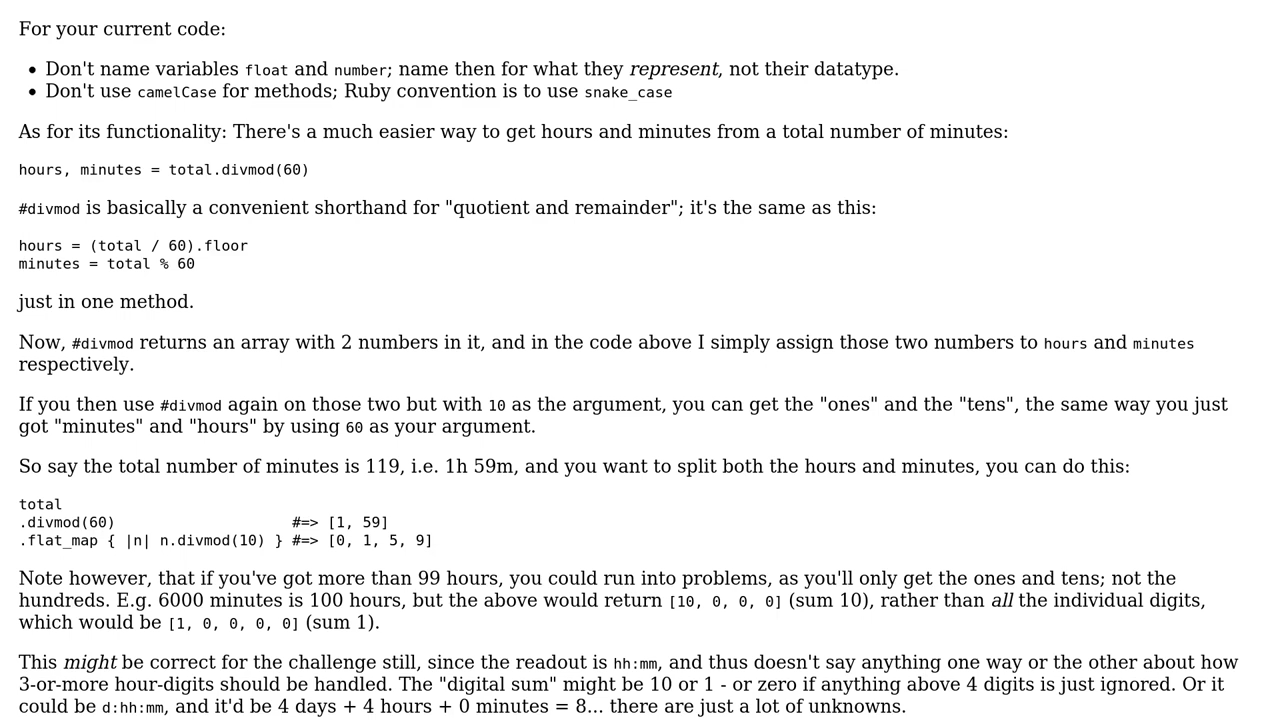 For your current code:
• Don't name variables float and number; name then for what they represent, not their datatype.
• Don't use camelCase for methods; Ruby convention is to use snake_case
As for its functionality: There's a much easier way to get hours and minutes from a total number of minutes:
hours, minutes = total.divmod(60)
#divmod is basically a convenient shorthand for "quotient and remainder"; it's the same as this:
hours = (total / 60).floor
minutes = total % 60
just in one method.
Now, #divmod returns an array with 2 numbers in it, and in the code above I simply assign those two numbers to hours and minutes
respectively.
If you then use #divmod again on those two but with 10 as the argument, you can get the "ones" and the "tens", the same way you just
got "minutes" and "hours" by using 60 as your argument.
So say the total number of minutes is 119, i.e. 1h 59m, and you want to split both the hours and minutes, you can do this:
total
.divmod(60)                    #=> [1, 59]
.flat_map { |n| n.divmod(10) } #=> [0, 1, 5, 9]
Note however, that if you've got more than 99 hours, you could run into problems, as you'll only get the ones and tens; not the
hundreds. E.g. 6000 minutes is 100 hours, but the above would return [10, 0, 0, 0] (sum 10), rather than all the individual digits,
which would be [1, 0, 0, 0, 0] (sum 1).
This might be correct for the challenge still, since the readout is hh:mm, and thus doesn't say anything one way or the other about how
3-or-more hour-digits should be handled. The "digital sum" might be 10 or 1 - or zero if anything above 4 digits is just ignored. Or it
could be d:hh:mm, and it'd be 4 days + 4 hours + 0 minutes = 8... there are just a lot of unknowns.